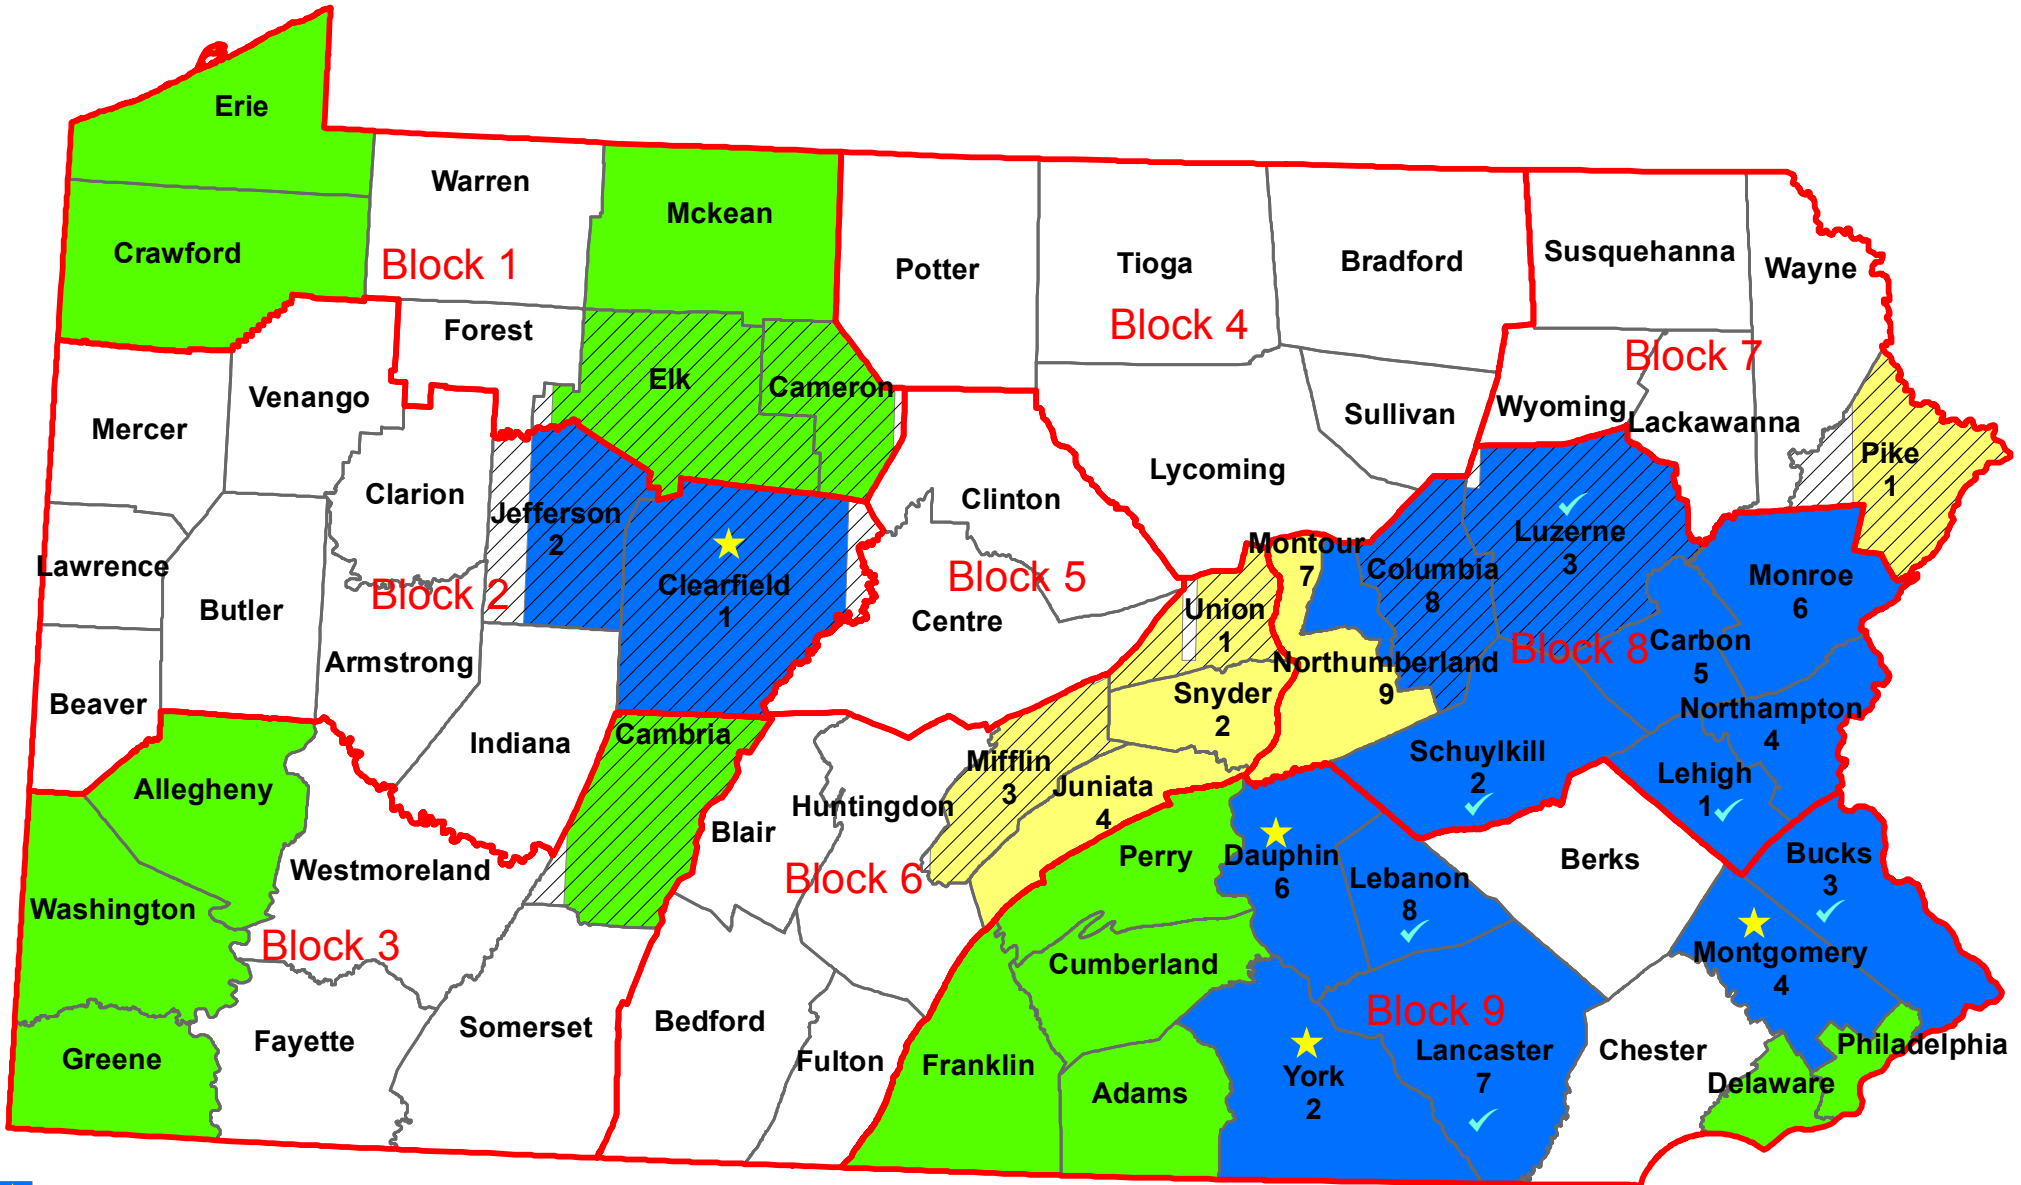 Erie
Warren
Mckean
Crawford
Block 1
Potter
Tioga
Bradford
Susquehanna
Wayne
Forest
Block 4
Block 7
Elk
Cameron
Venango
Mercer
Sullivan
Wyoming
Lackawanna
Pike
1
Clarion
Lycoming
Clinton
Jefferson
2
Luzerne
3
Lawrence
Block 2
Clearfield
1
Block 5
Montour
7
Columbia
8
Monroe
6
Butler
Centre
Union
1
Armstrong
Northumberland
9
Block 8
Carbon
5
Beaver
Snyder
2
Northampton
4
Indiana
Cambria
Mifflin
3
Schuylkill
2
Lehigh
1
Allegheny
Juniata
4
Huntingdon
Blair
Block 6
Perry
Dauphin
6
Lebanon
8
Berks
Bucks
3
Westmoreland
Washington
Block 3
Cumberland
Montgomery
4
Somerset
Bedford
Block 9
Greene
Fayette
Fulton
Franklin
Adams
York
2
Lancaster
7
Chester
Philadelphia
Delaware